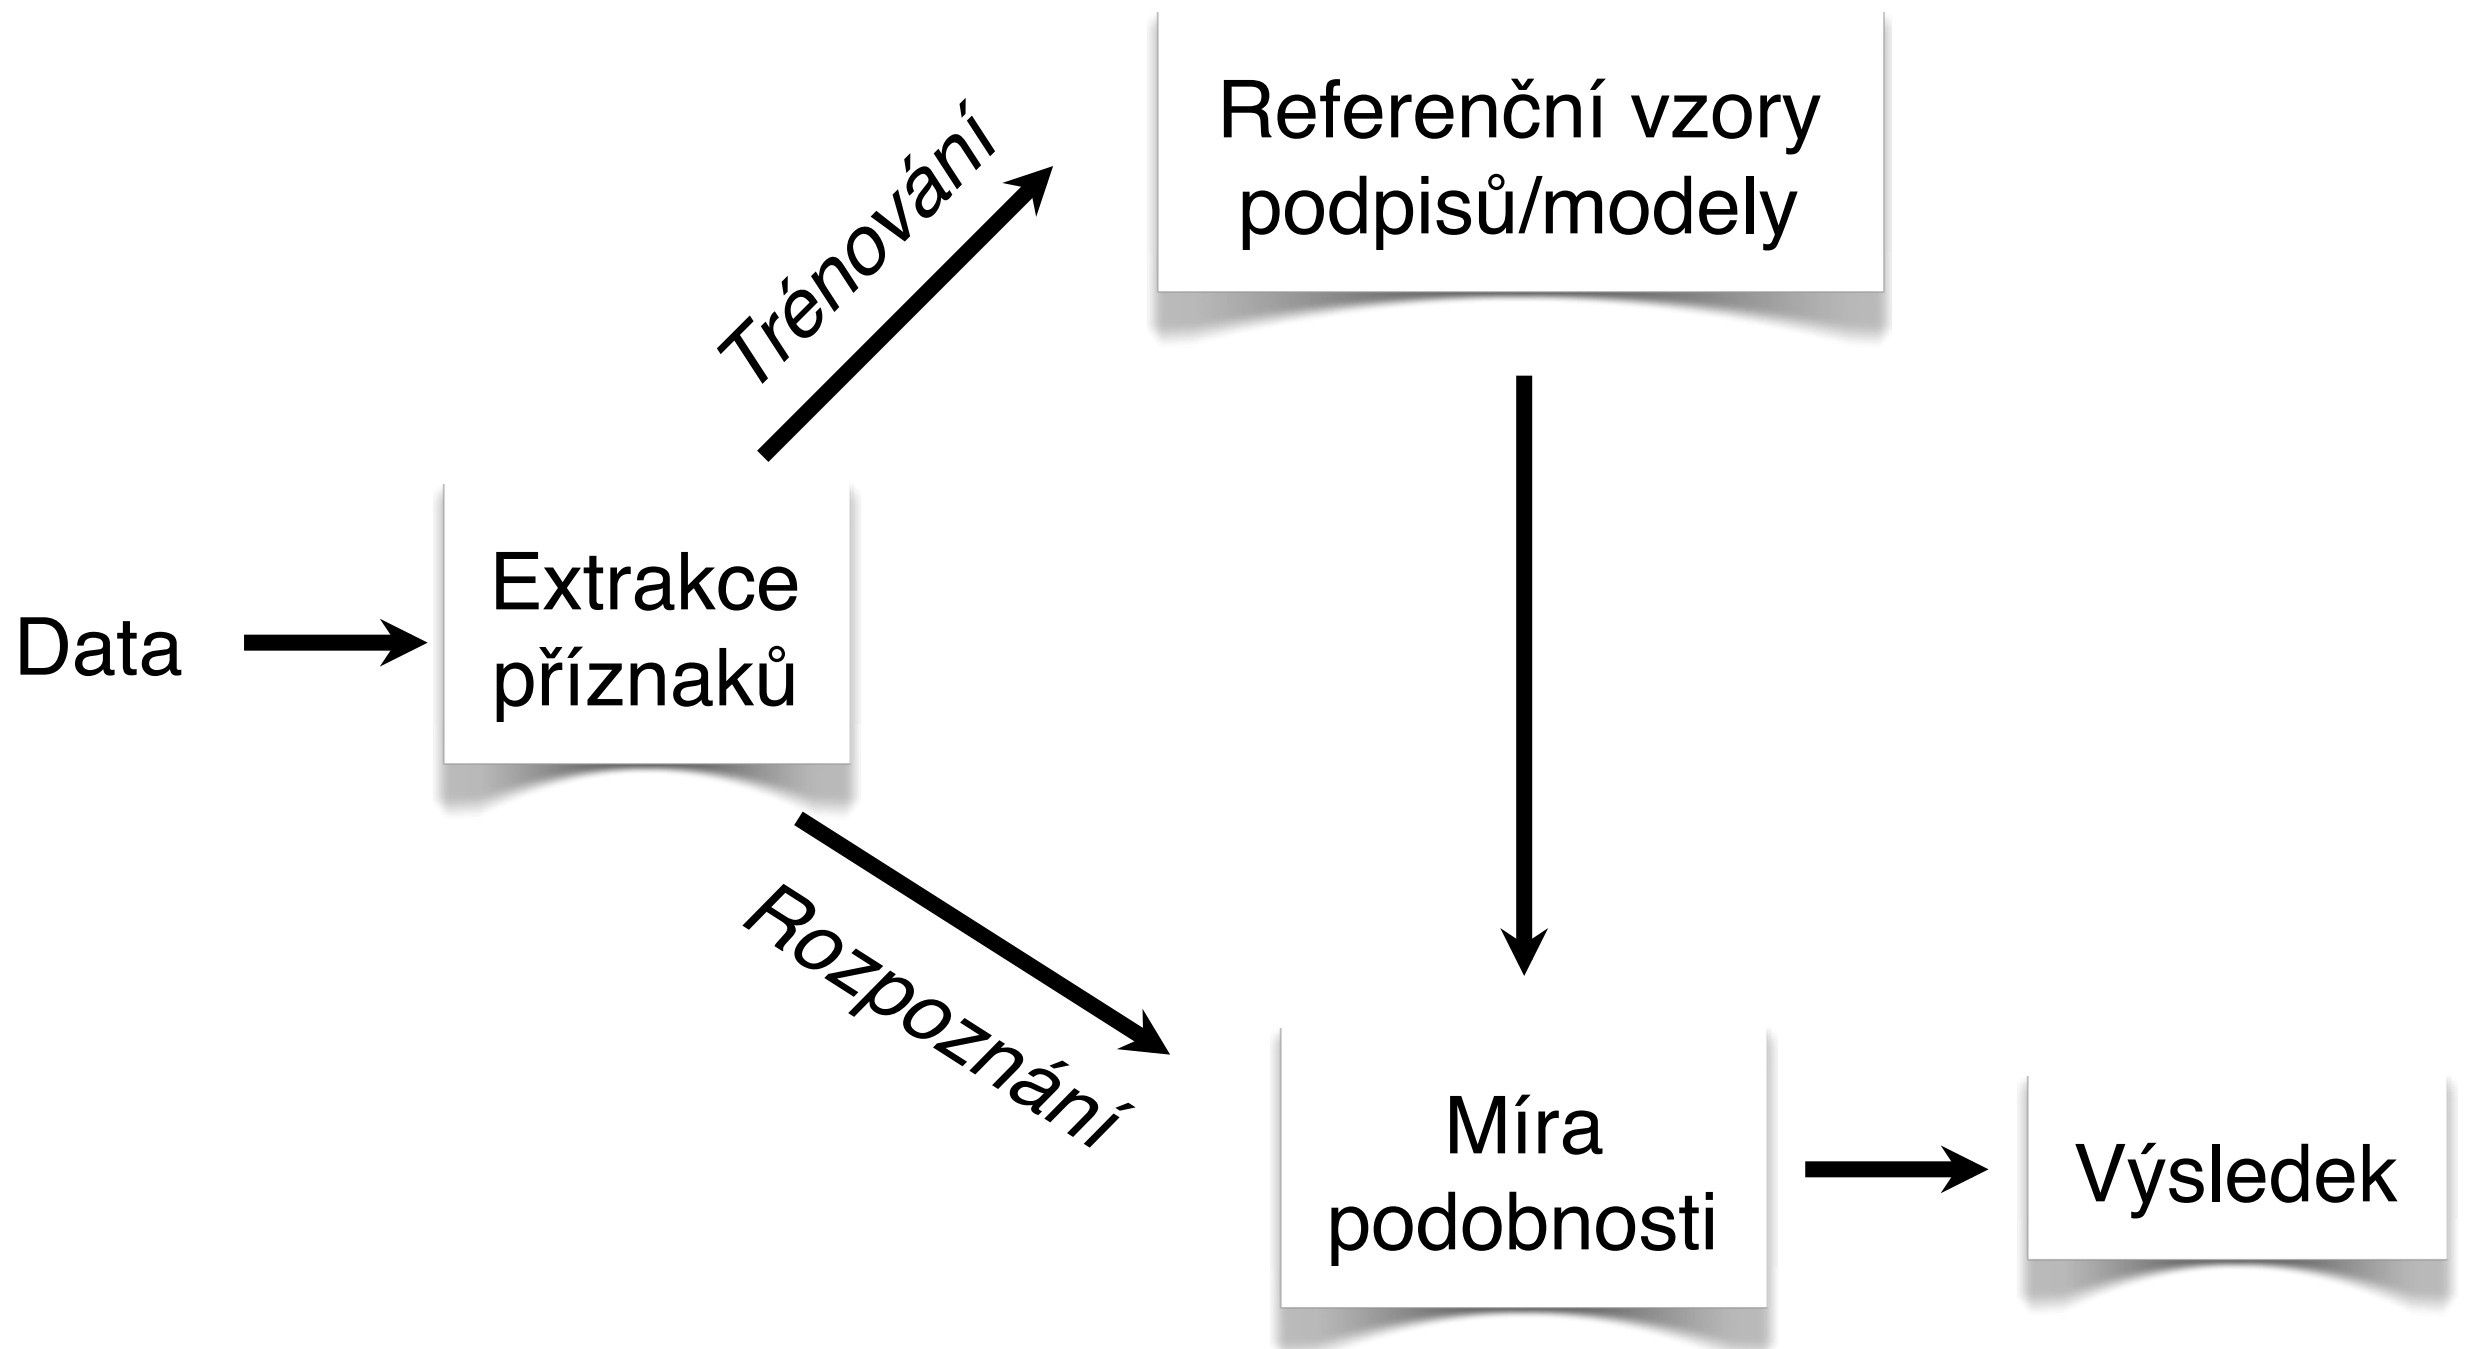 Referenční vzory
podpisů/modely
Trénování
Extrakce
příznaků
Data
Rozpoznání
Míra
podobnosti
Výsledek